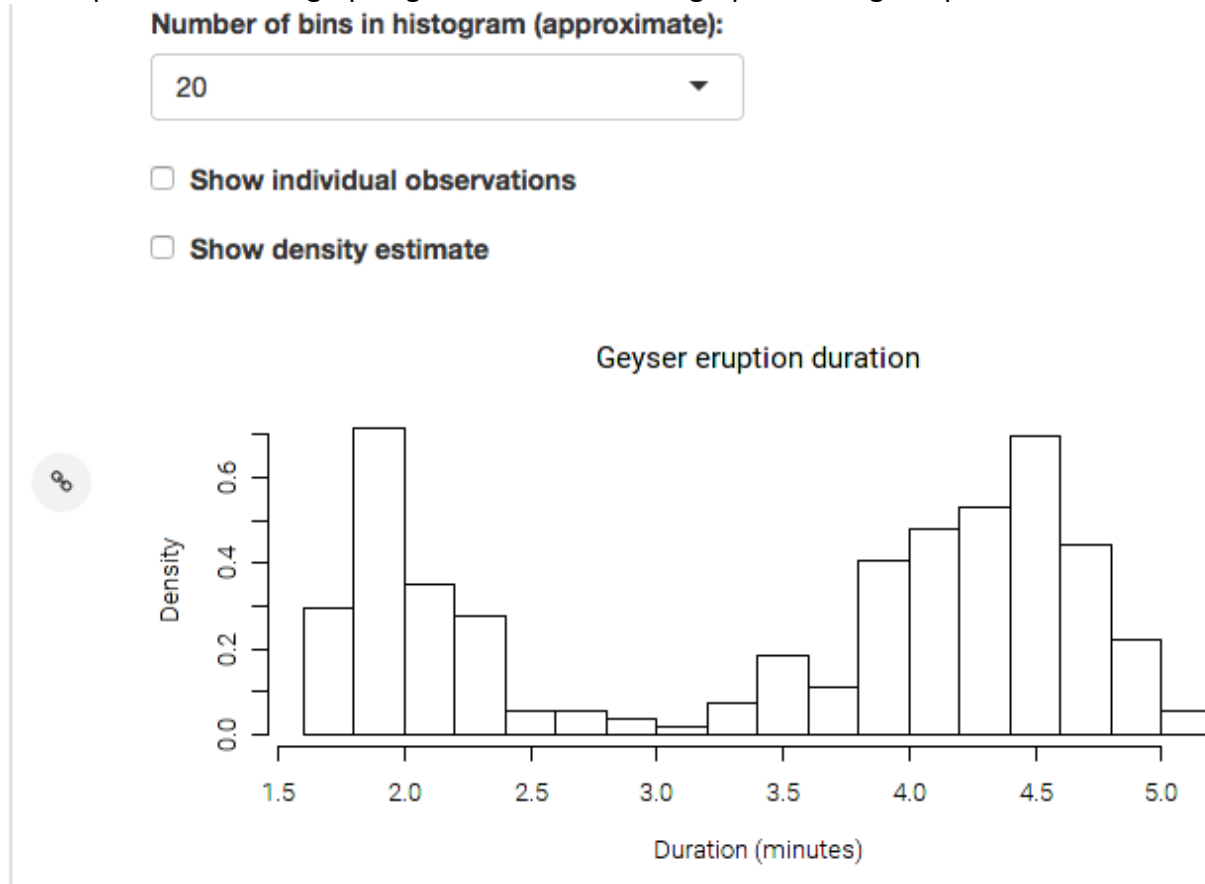 Number of bins in histogram (approximate):
20
Show individual observations
Show density estimate
Geyser eruption duration
Density
0.0
0.2
0.4
0.6
1.5 2.0 2.5 3.0 3.5 4.0 4.5 5.0
Duration (minutes)